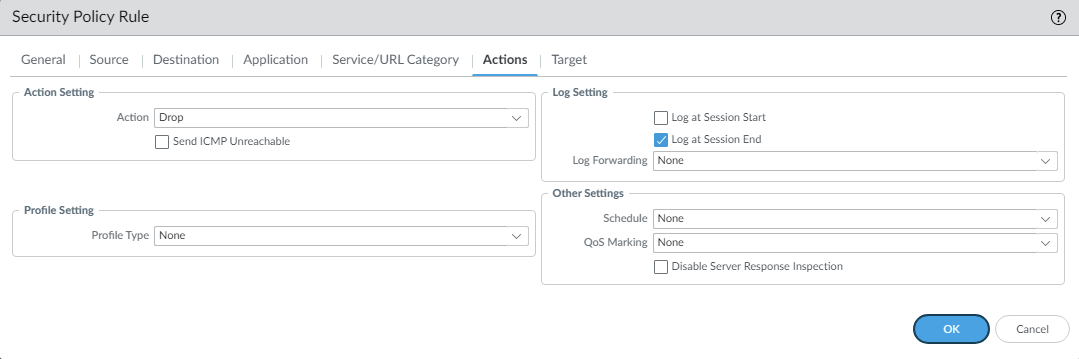 Security Policy Rule
General
Source
Destination
Application
Service/URL Category
Actions
Target
Action Setting
Action Drop
Send ICMP Unreachable
Profile Setting
Profile Type None
Log Setting
Log at Session Start
Log at Session End
Log Forwarding None
Other Settings
Schedule None
QoS Marking None
Disable Server Response Inspection
OK
Cancel